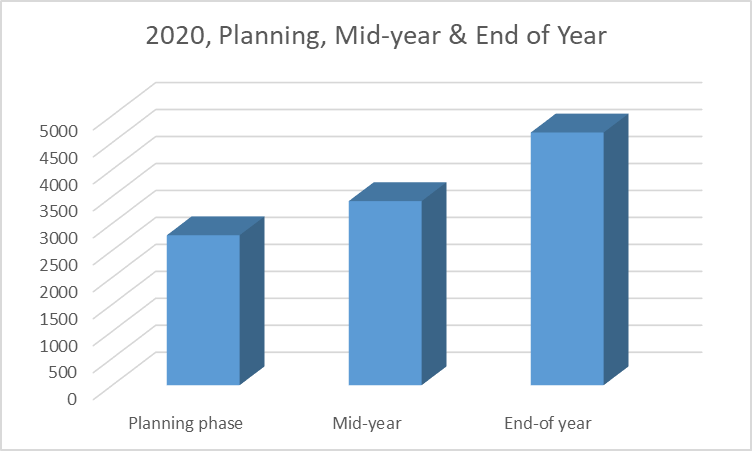 2020, Planning, Mid-year & End of Year
5000
4500
4000
3500
3000
2500
2000
1500
1000
500
0
Planning phase
Mid-year
End-of year